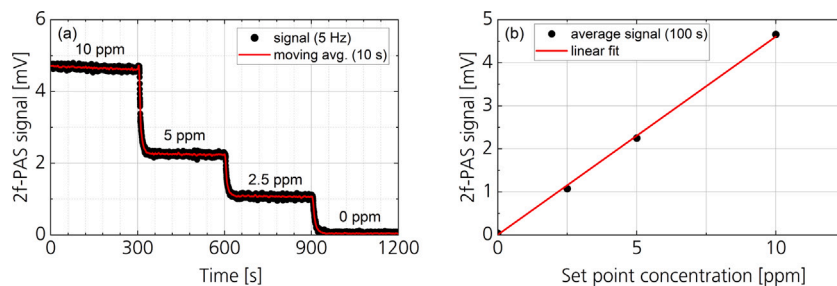 (a)
10 ppm
signal (5 Hz)
moving avg. (10 s)
5 ppm
2.5 ppm
0 ppm
2f-PAS signal [mV]
6
4
2
0
0
300
600
900
1200
Time [s]
(b)
average signal (100 s)
linear fit
2f-PAS signal [mV]
5
4
3
2
1
0
0
5
10
Set point concentration [ppm]